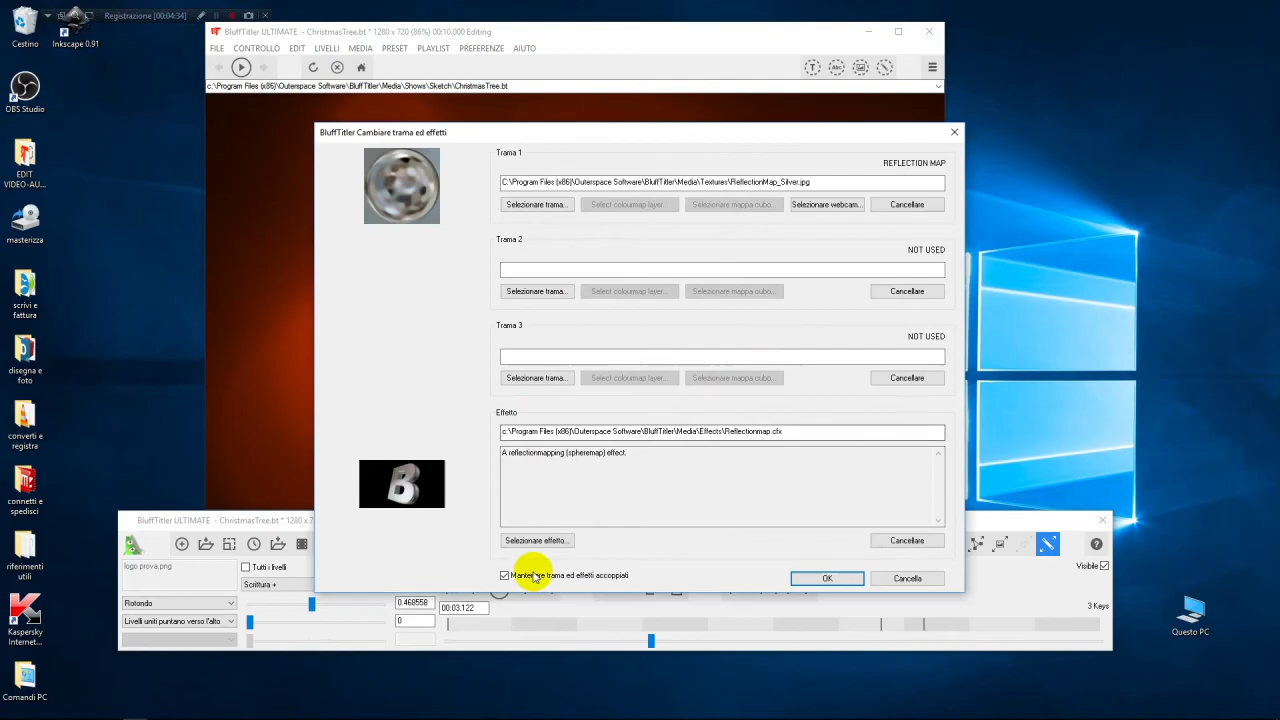 Registrazione [00:04:34]
Cestino
Inkscape 0.91
OBS Studio
EDIT
VIDEO-AU...
masterizza
scrivi e
fattura
disegna
e foto
converti e
registra
connetti e
spedisci
riferimenti
utili
Kaspersky
Internet...
Comandi PC
Questo PC
BluffTitler ULTIMATE - ChristmasTree.bt * 1280 x 720 (86%) 00:10,000 Editing
FILE CONTROLLO EDIT LIVELLI MEDIA PRESET PLAYLIST PREFERENZE AIUTO
c:\Program Files (x86)\Outerspace Software\BluffTitler\Media\Shows\Sketch\ChristmasTree.bt
BluffTitler Cambiare trama ed effetti
Trama 1
REFLECTION MAP
C:\Program Files (x86)\Outerspace Software\BluffTitler\Media\Textures\ReflectionMap_Silver.jpg
Selezionare trama... Select colourmap layer... Selezionare mappa cubo... Selezionare webcam... Cancellare
Trama 2
NOT USED
Selezionare trama... Select colourmap layer... Selezionare mappa cubo... Cancellare
Trama 3
NOT USED
Selezionare trama... Select colourmap layer... Selezionare mappa cubo... Cancellare
Effetto
c:\Program Files (x86)\Outerspace Software\BluffTitler\Media\Effects\Reflectionmap.cfx
A reflectionmapping (spheremap) effect.
B
Selezionare effetto... Cancellare
Mantenere trama ed effetti accoppiati
OK Cancella
BluffTitler ULTIMATE - ChristmasTree.bt * 1280 x 7
logo prova.png
Tutti i livelli
Scrittura +
Visibile
Rotondo
0.468558
00:03.122
3 Keys
Livelli uniti puntano verso l'alto
0